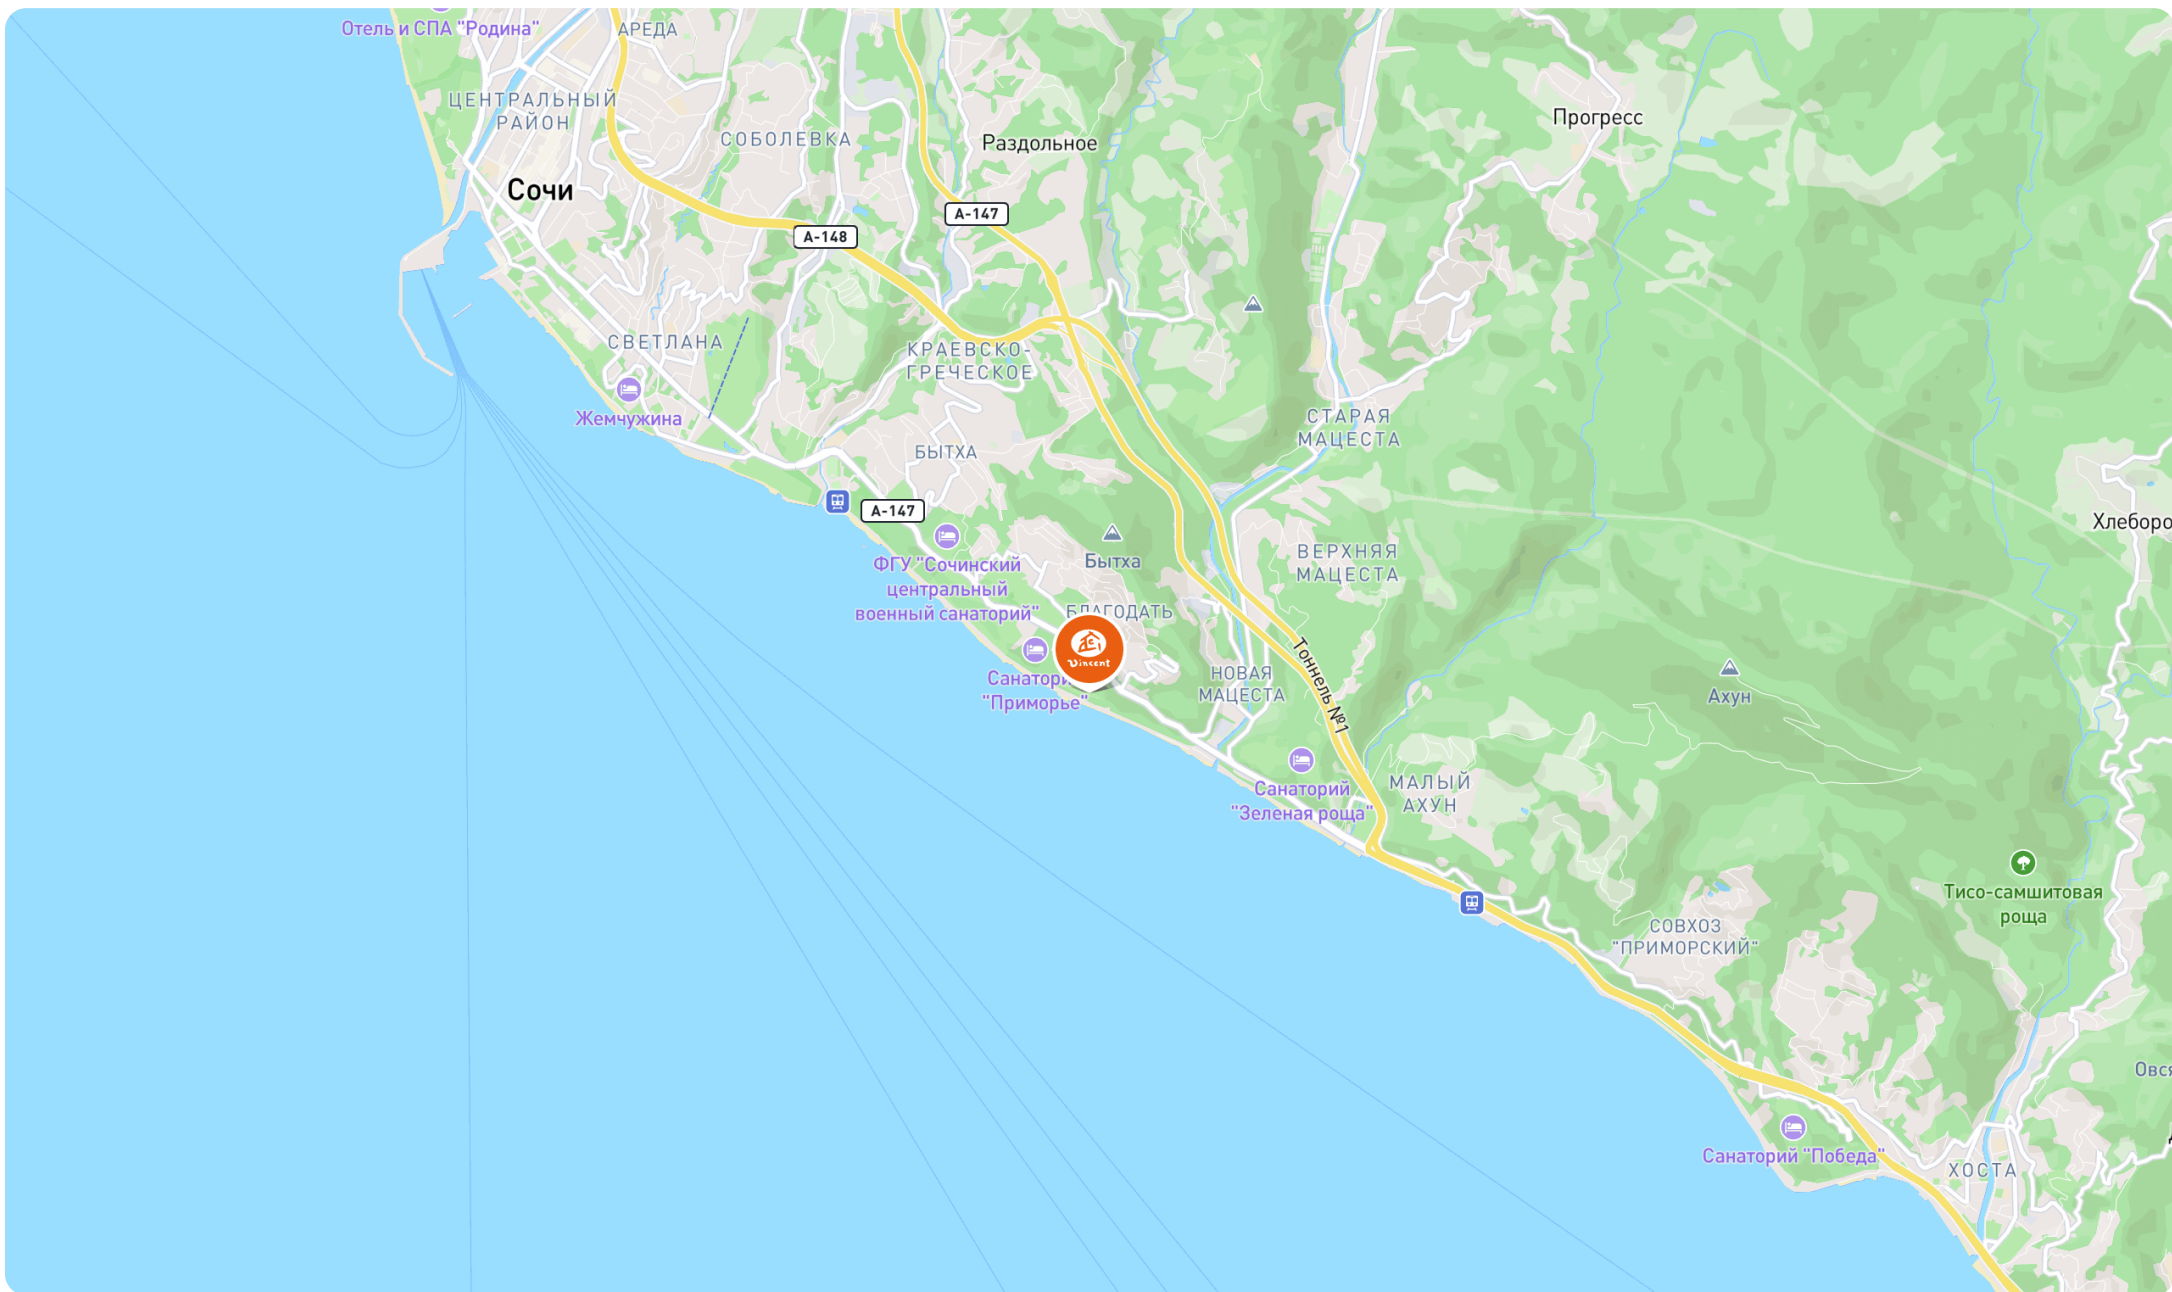 Отель и СПА "Родина"
АРЕДА
ЦЕНТРАЛЬНЫЙ
РАЙОН
СОБОЛЕВКА
Раздольное
Прогресс
Сочи
А-147
А-148
СВЕТЛАНА
КРАЕВСКО-
ГРЕЧЕСКОЕ
Жемчужина
СТАРАЯ
МАЦЕСТА
БЫТХА
А-147
Хлеборо
Бытха
ВЕРХНЯЯ
МАЦЕСТА
ФГУ "Сочинский
центральный
военный санаторий"
БЛАГОДАТЬ
Vincent
Санатори
"Приморье"
НОВАЯ
МАЦЕСТА
Тоннель №1
Ахун
Санаторий
"Зеленая роща"
МАЛЫЙ
АХУН
Тисо-самшитовая
роща
СОВХОЗ
"ПРИМОРСКИЙ"
Овся
Санаторий "Победа"
ХОСТА